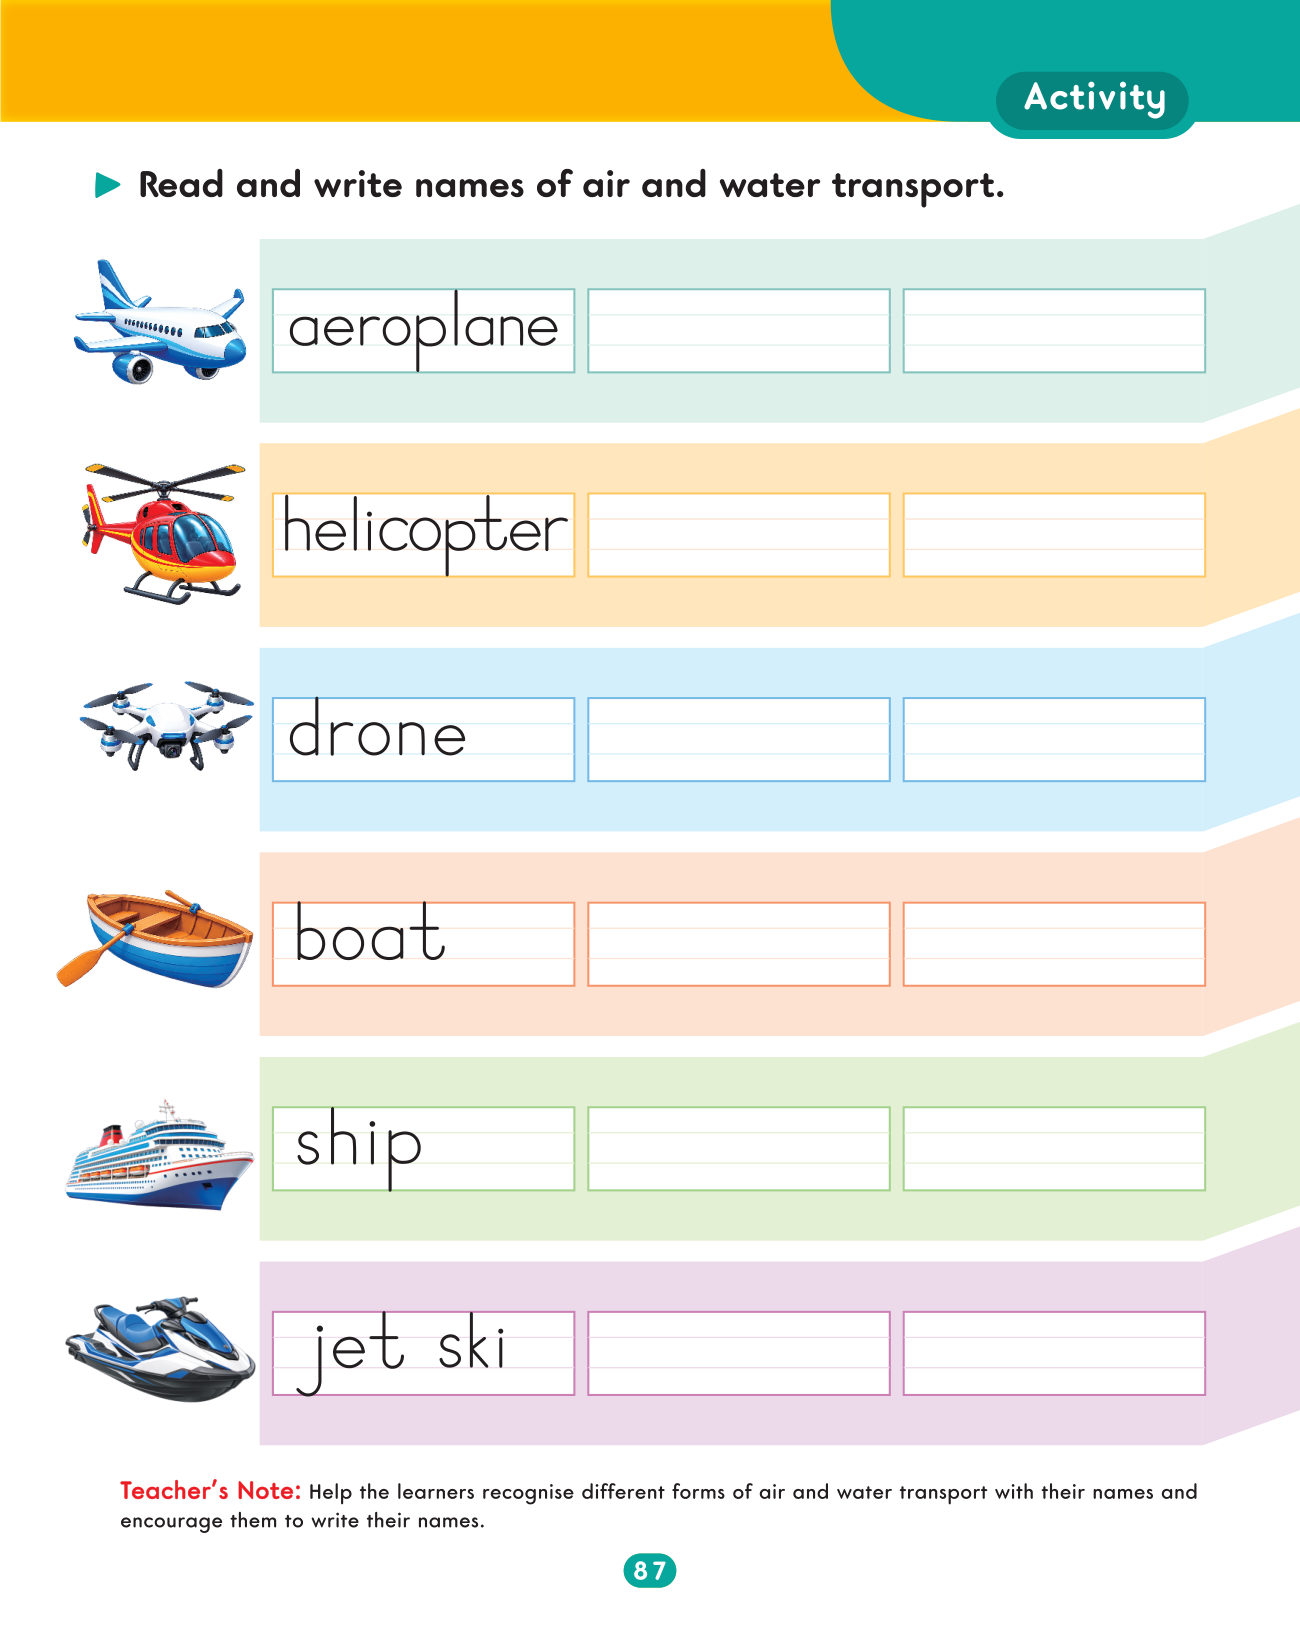 Activity
Read and write names of air and water transport.
aeroplane
helicopter
drone
boat
ship
jet ski
Teacher's Note: Help the learners recognise different forms of air and water transport with their names and
encourage them to write their names.
87